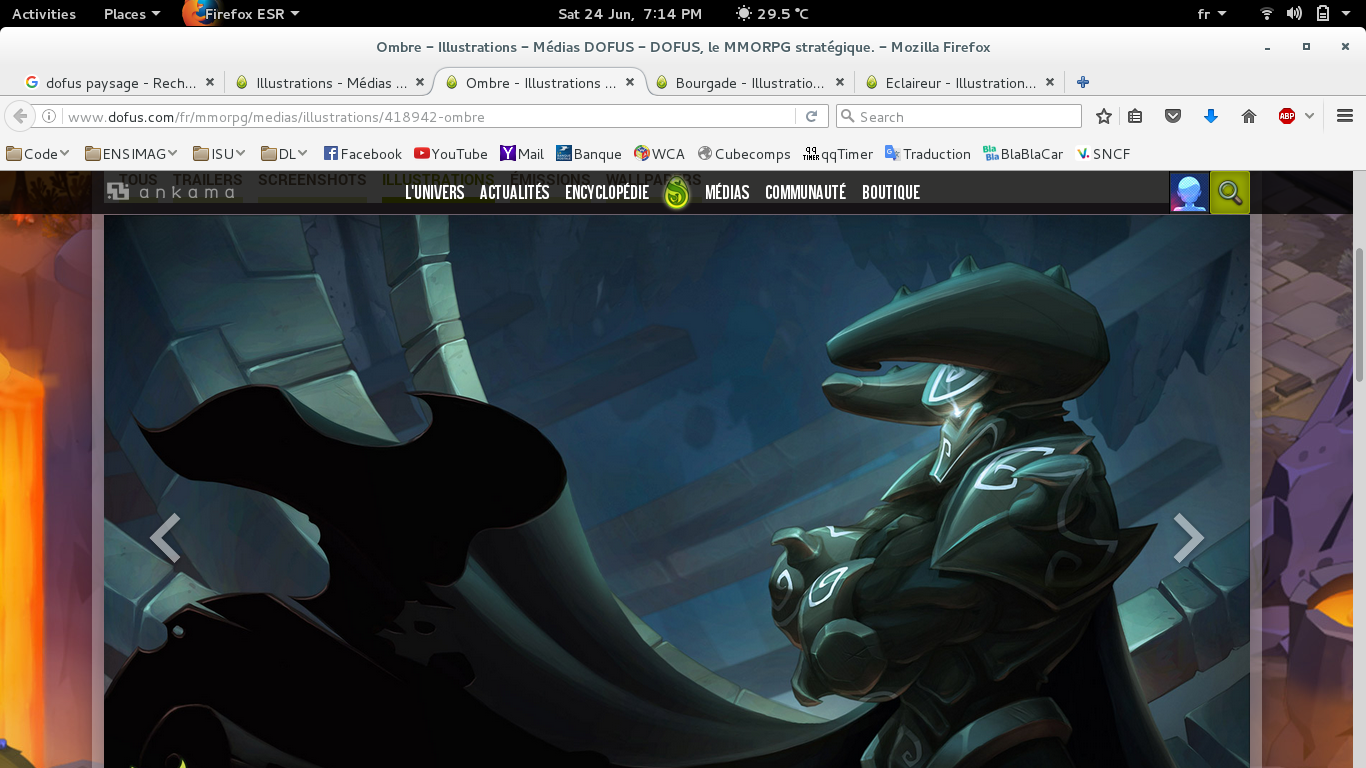 Activities Places Firefox ESR Sat 24 Jun, 7:14 PM 29.5 °C fr
Ombre - Illustrations - Médias DOFUS - DOFUS, le MMORPG stratégique. - Mozilla Firefox
dofus paysage - Rech... Illustrations - Médias ... Ombre - Illustrations ... Bourgade - Illustratio... Eclaireur - Illustration...
www.dofus.com/fr/mmorpg/medias/illustrations/418942-ombre Search ABP
Code ENSIMAG ISU DL Facebook YouTube Mail Banque WCA Cubecomps qqTimer Traduction BlaBlaCar SNCF
TOUS TRAILERS SCREENSHOTS ILLUSTRATIONS ÉMISSIONS WALLPAPERS
ankama L'UNIVERS ACTUALITÉS ENCYCLOPÉDIE MÉDIAS COMMUNAUTÉ BOUTIQUE